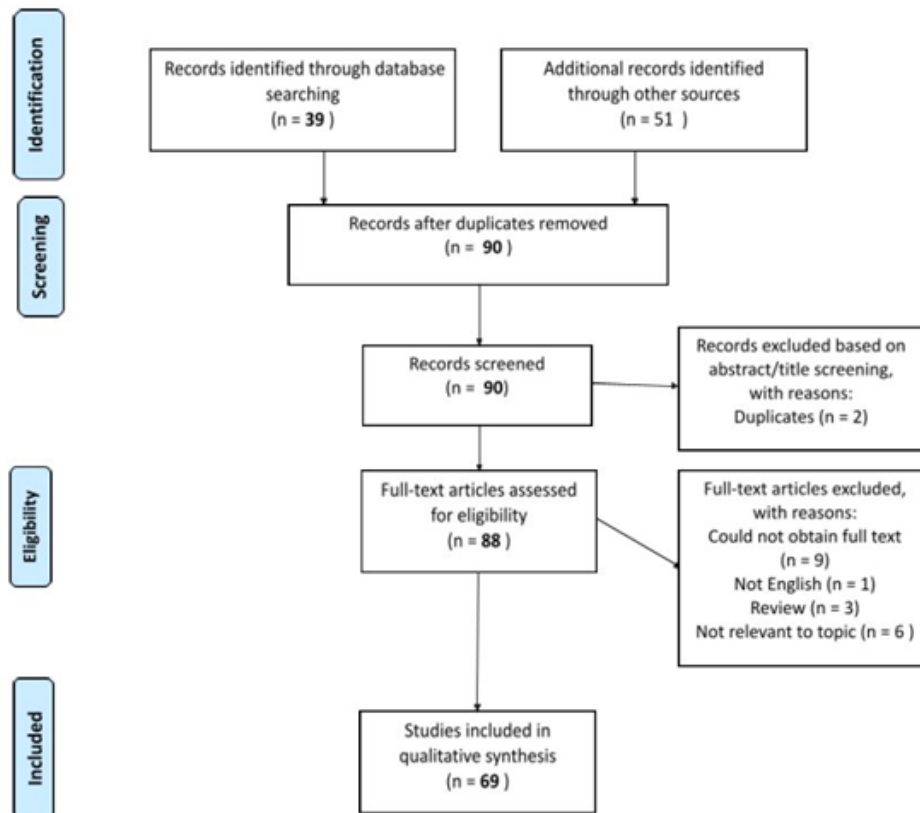 Identification
Records identified through database
searching
(n = 39 )
Additional records identified
through other sources
(n = 51 )
Screening
Records after duplicates removed
(n = 90 )
Records screened
(n = 90)
Records excluded based on
abstract/title screening,
with reasons:
Duplicates (n = 2)
Eligibility
Full-text articles assessed
for eligibility
(n = 88 )
Full-text articles excluded,
with reasons:
Could not obtain full text
(n = 9)
Not English (n = 1)
Review (n = 3)
Not relevant to topic (n = 6 )
Included
Studies included in
qualitative synthesis
(n = 69 )